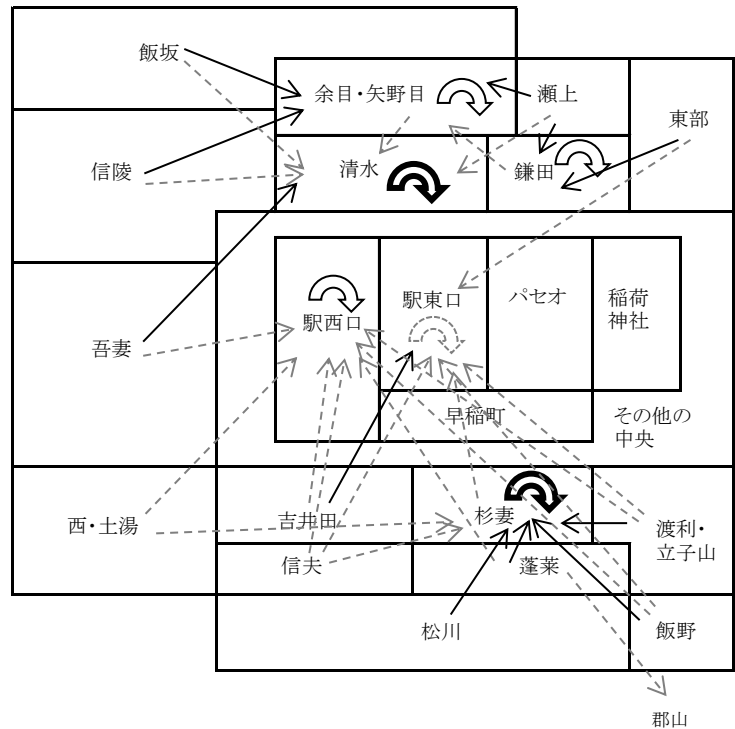 飯坂
余目・矢野目
瀬上
東部
信陵
清水
鎌田
駅西口
駅東口
パセオ
稲荷
神社
吾妻
早稲町
その他の
中央
西・土湯
吉井田
杉妻
渡利・
立子山
信夫
蓬莱
松川
飯野
郡山